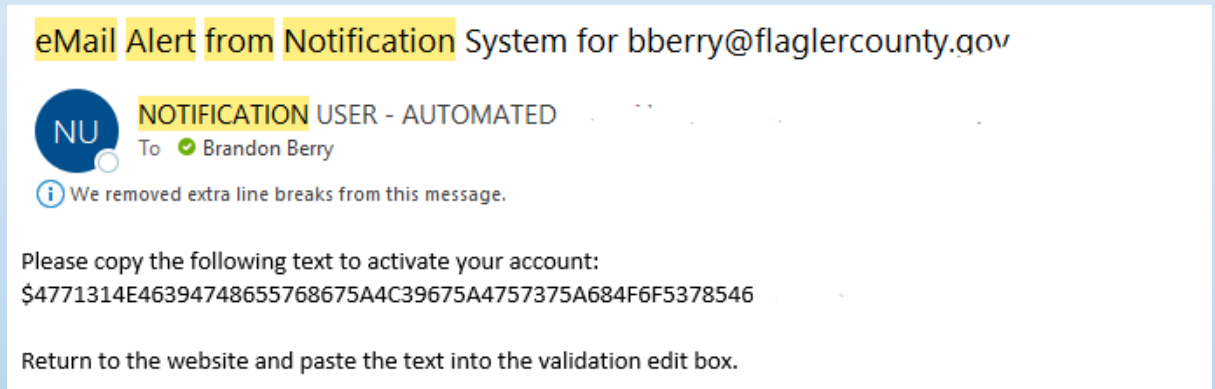 eMail Alert from Notification System for bberry@flaglercounty.gov
NU
NOTIFICATION USER - AUTOMATED
To Brandon Berry
We removed extra line breaks from this message.
Please copy the following text to activate your account:
$4771314E46394748655768675A4C39675A4757375A684F6F5378546
Return to the website and paste the text into the validation edit box.